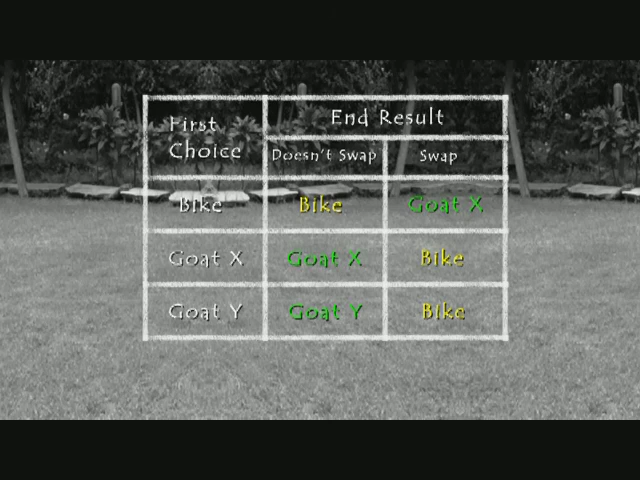 First
Choice
End Result
Doesn't Swap
Swap
Bike
Bike
Goat X
Goat X
Goat X
Bike
Goat Y
Goat Y
Bike